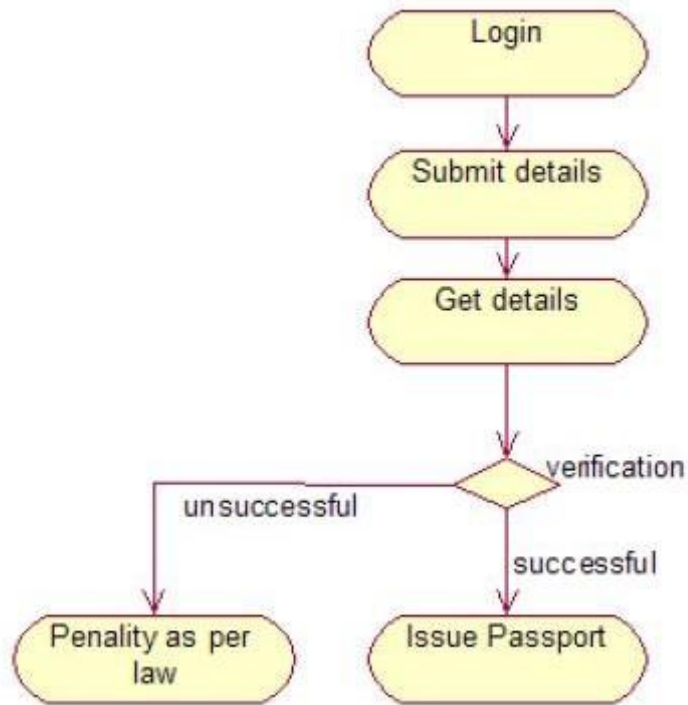 Login
Submit details
Get details
verification
unsuccessful
successful
Penality as per
law
Issue Passport